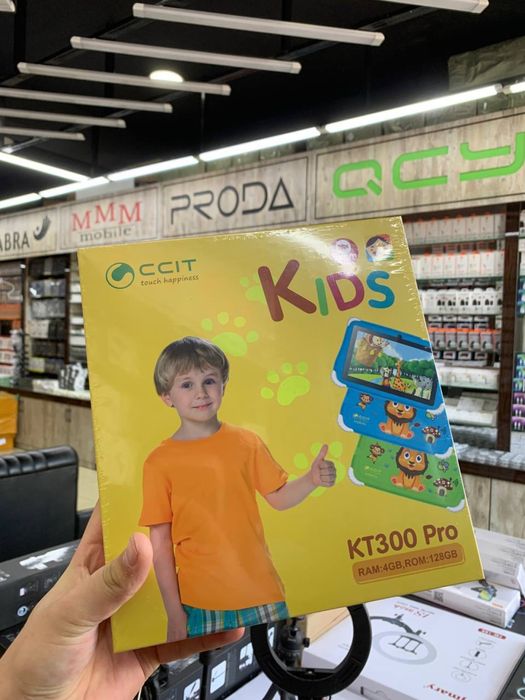 ABRA
MMM
mobile
PRODA
QCY
CCIT
touch happiness
KIDS
KT300 Pro
RAM:4GB,ROM:128GB